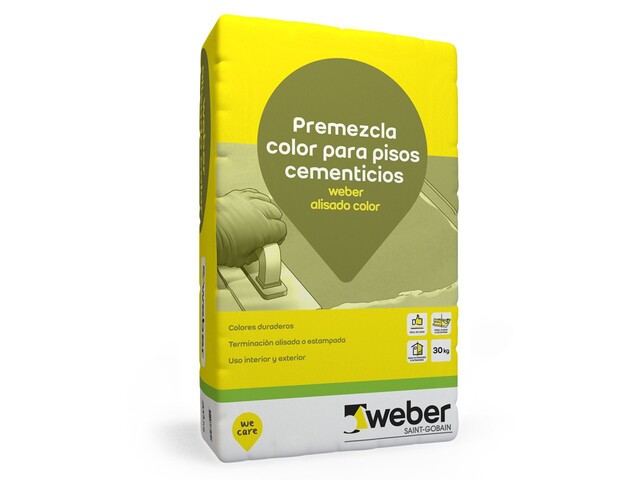 Premezcla
color para pisos
cementicios
weber
alisado color
Colores duraderos
Terminación alisada o estampada
Uso interior y exterior
30kg
we
care
weber
SAINT-GOBAIN